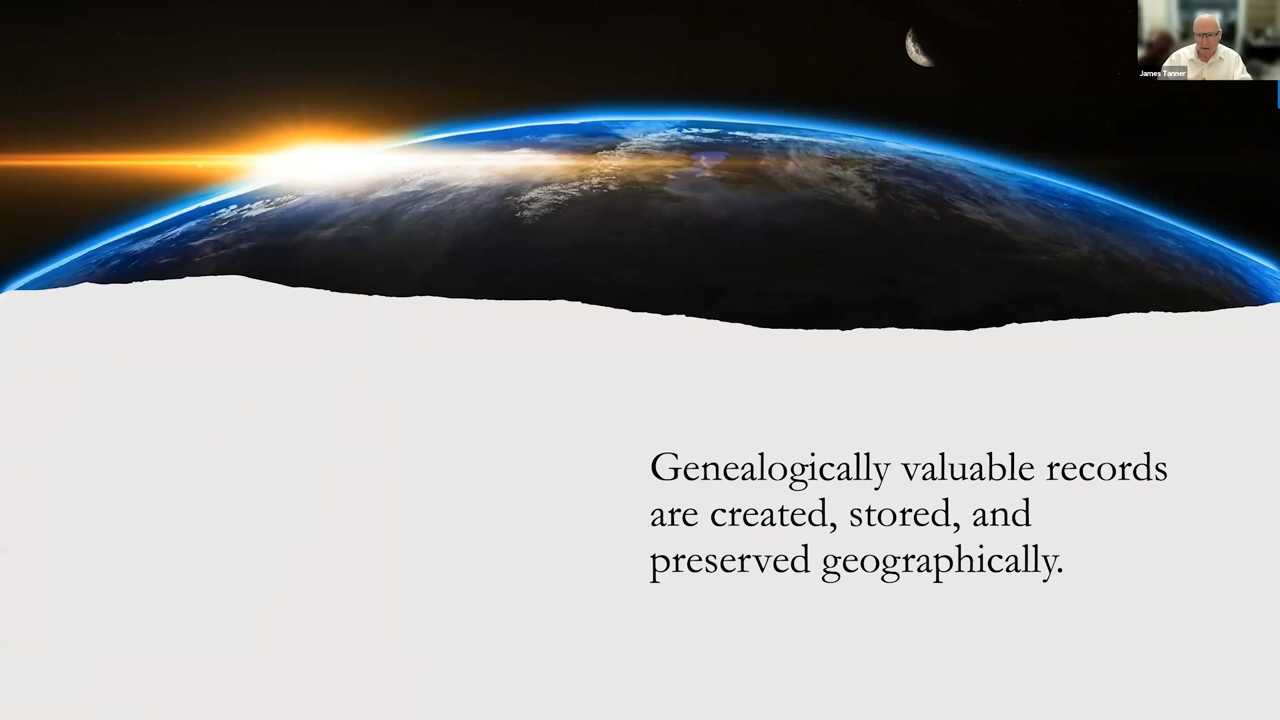 James Tanner
Genealogically valuable records
are created, stored, and
preserved geographically.